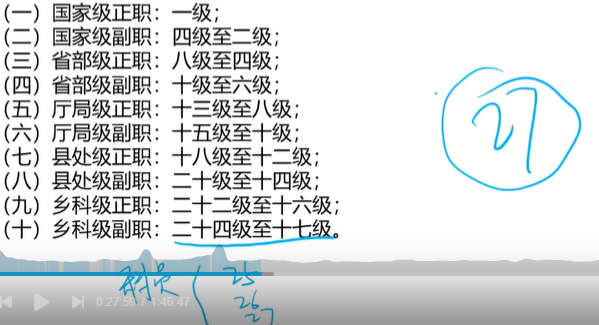 （一）国家级正职：一级；
（二）国家级副职：四级至二级；
（三）省部级正职：八级至四级；
（四）省部级副职：十级至六级；
（五）厅局级正职：十三级至八级；
（六）厅局级副职：十五级至十级；
（七）县处级正职：十八级至十二级；
（八）县处级副职：二十级至十四级；
（九）乡科级正职：二十二级至十六级；
（十）乡科级副职：二十四级至十七级。
27
科员
25
26
27
0:27:55 / 1:46:47